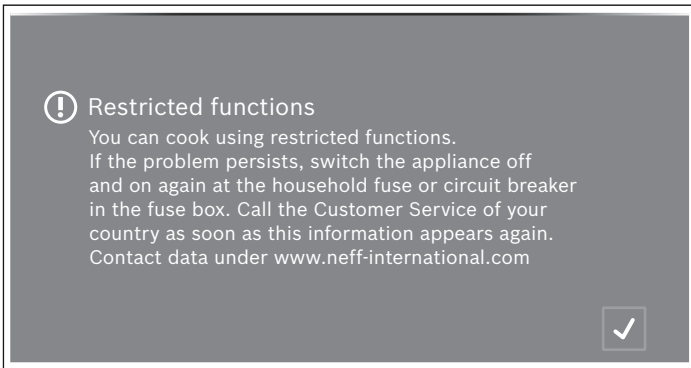 Restricted functions
You can cook using restricted functions.
If the problem persists, switch the appliance off
and on again at the household fuse or circuit breaker
in the fuse box. Call the Customer Service of your
country as soon as this information appears again.
Contact data under www.neff-international.com